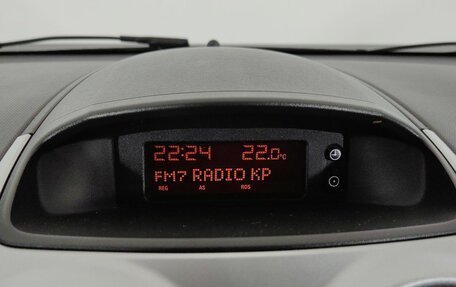 22:24 22.0°C
FM7 RADIO KP
REG AS RDS